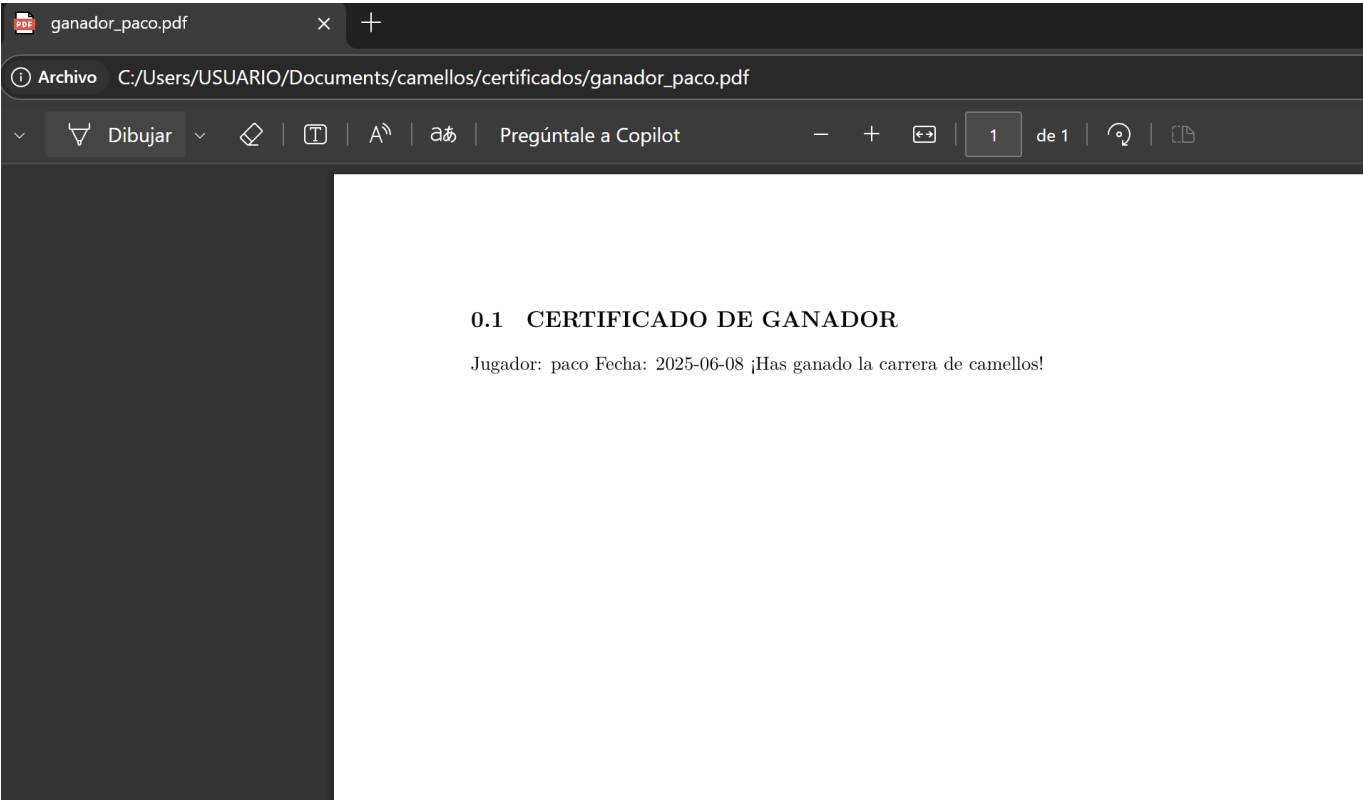 ganador_paco.pdf
Archivo C:/Users/USUARIO/Documents/camellos/certificados/ganador_paco.pdf
Dibujar Pregúntale a Copilot 1 de 1
0.1 CERTIFICADO DE GANADOR
Jugador: paco Fecha: 2025-06-08 ¡Has ganado la carrera de camellos!